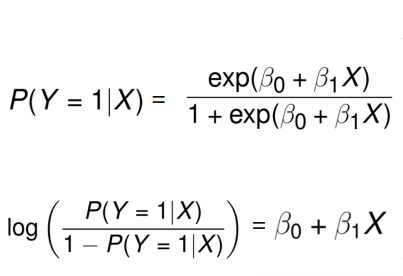 P(Y = 1|X) = exp(β₀ + β₁X) / 1 + exp(β₀ + β₁X)
log ( P(Y = 1|X) / 1 − P(Y = 1|X) ) = β₀ + β₁X